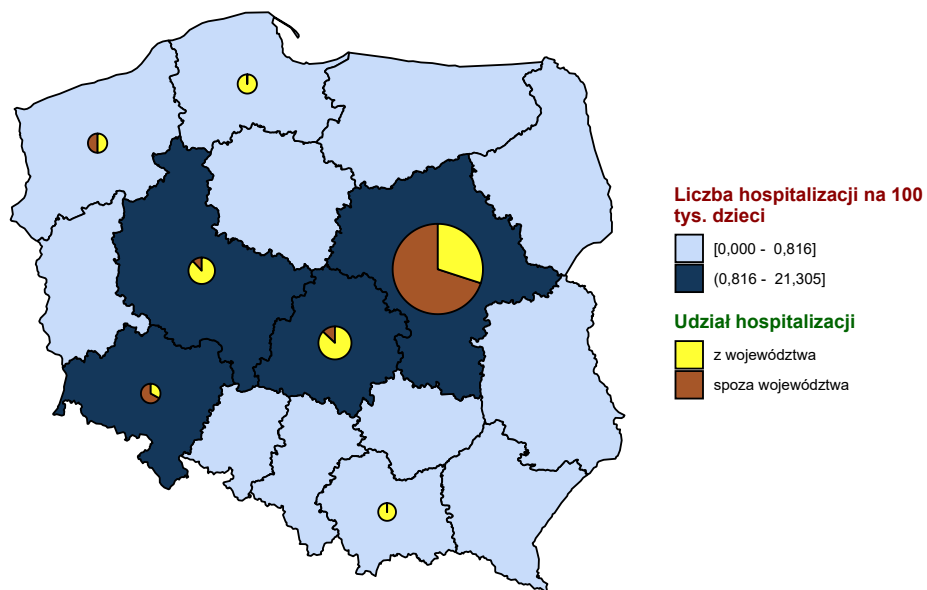 Liczba hospitalizacji na 100
tys. dzieci
[0,000 - 0,816]
(0,816 - 21,305]
Udział hospitalizacji
z województwa
spoza województwa